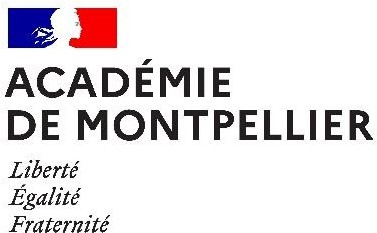 ACADÉMIE
DE MONTPELLIER
Liberté
Égalité
Fraternité